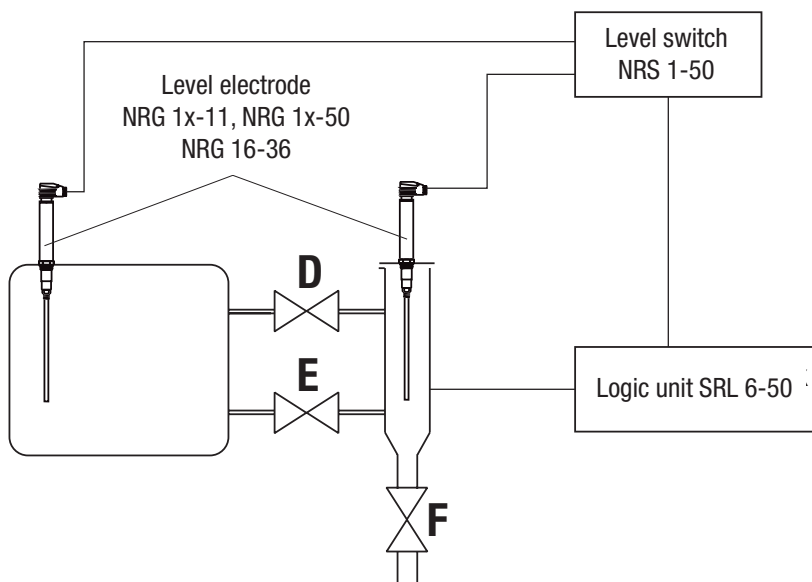 Level switch
NRS 1-50
Level electrode
NRG 1x-11, NRG 1x-50
NRG 16-36
D
E
Logic unit SRL 6-50
F